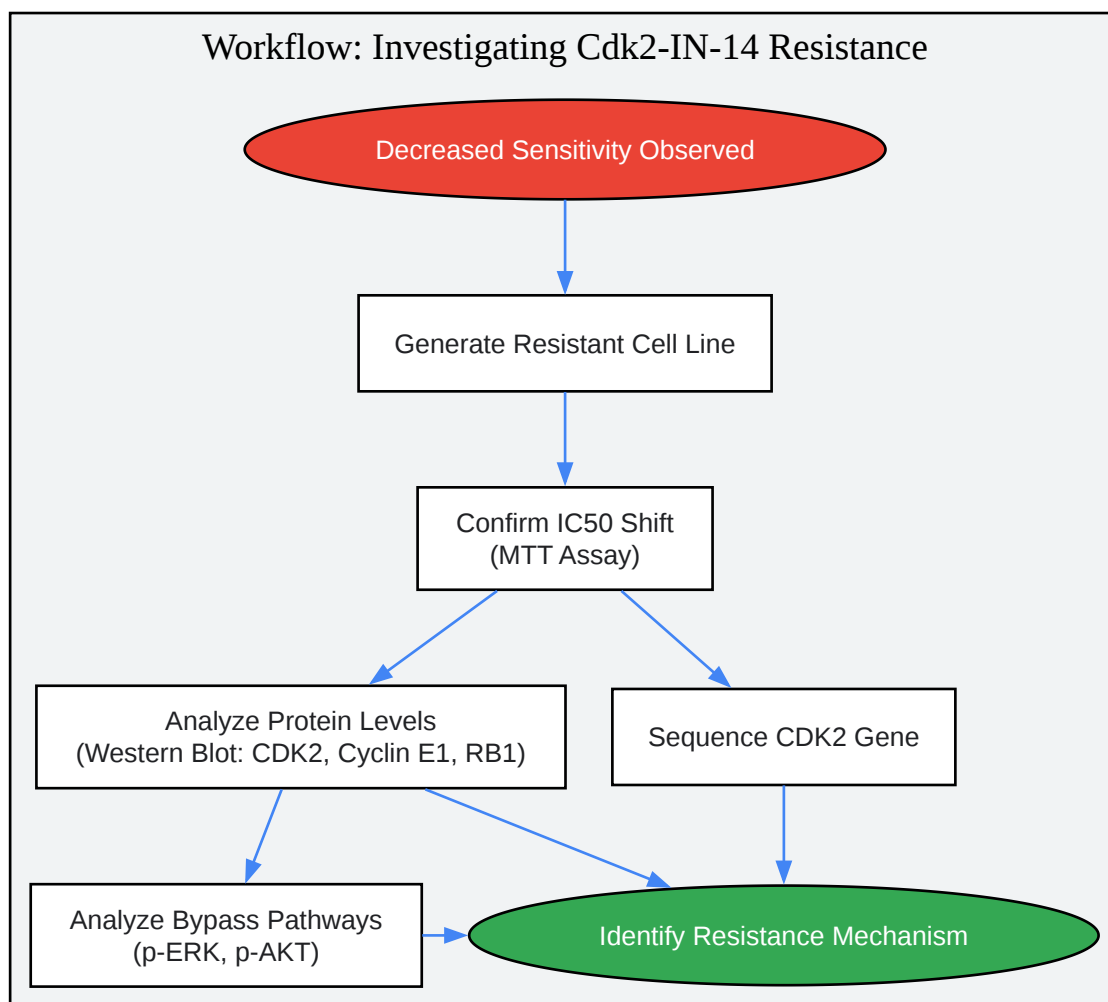 Workflow: Investigating Cdk2-IN-14 Resistance
Decreased Sensitivity Observed
Generate Resistant Cell Line
Confirm IC50 Shift
(MTT Assay)
Analyze Protein Levels
(Western Blot: CDK2, Cyclin E1, RB1)
Sequence CDK2 Gene
Analyze Bypass Pathways
(p-ERK, p-AKT)
Identify Resistance Mechanism